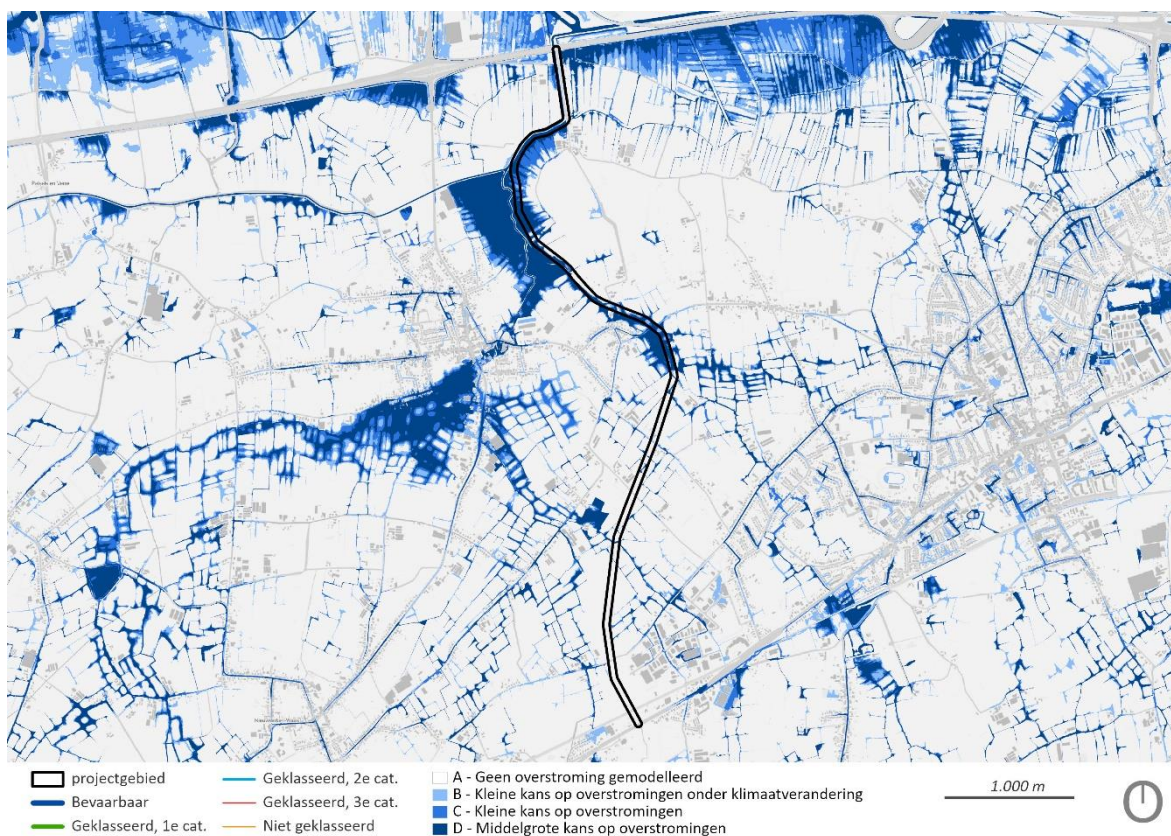 projectgebied
Bevaarbaar
Geklasseerd, 1e cat.
Geklasseerd, 2e cat.
Geklasseerd, 3e cat.
Niet geklasseerd
A - Geen overstroming gemodelleerd
B - Kleine kans op overstromingen onder klimaatverandering
C - Kleine kans op overstromingen
D - Middelgrote kans op overstromingen
1.000 m